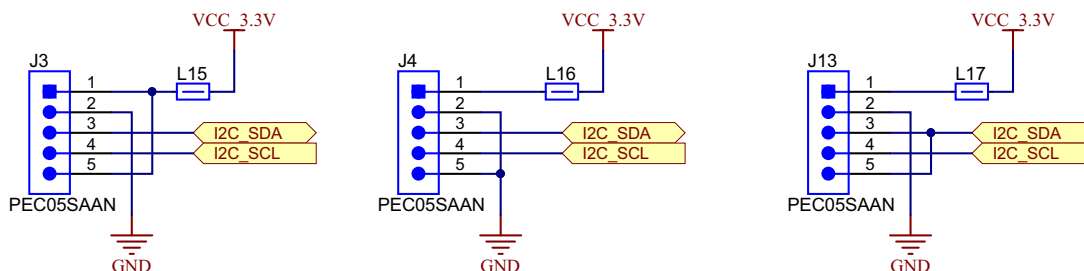 VCC_3.3V
J3
L15
1
2
3
4
5
I2C_SDA
I2C_SCL
PEC05SAAN
GND
VCC_3.3V
J4
L16
1
2
3
4
5
I2C_SDA
I2C_SCL
PEC05SAAN
GND
VCC_3.3V
J13
L17
1
2
3
4
5
I2C_SDA
I2C_SCL
PEC05SAAN
GND